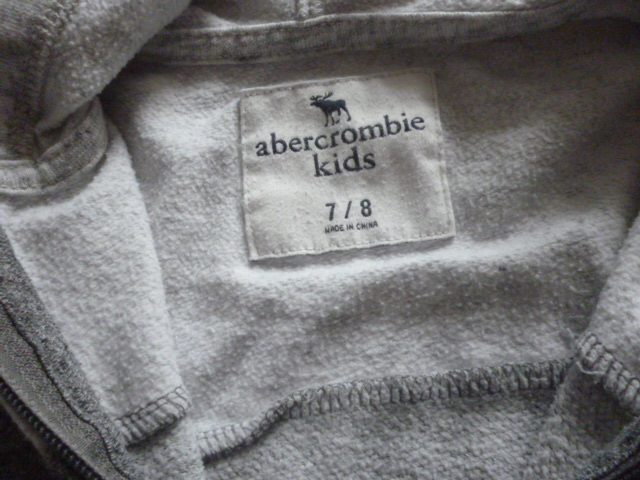 abercrombie
kids
7 / 8
MADE IN CHINA